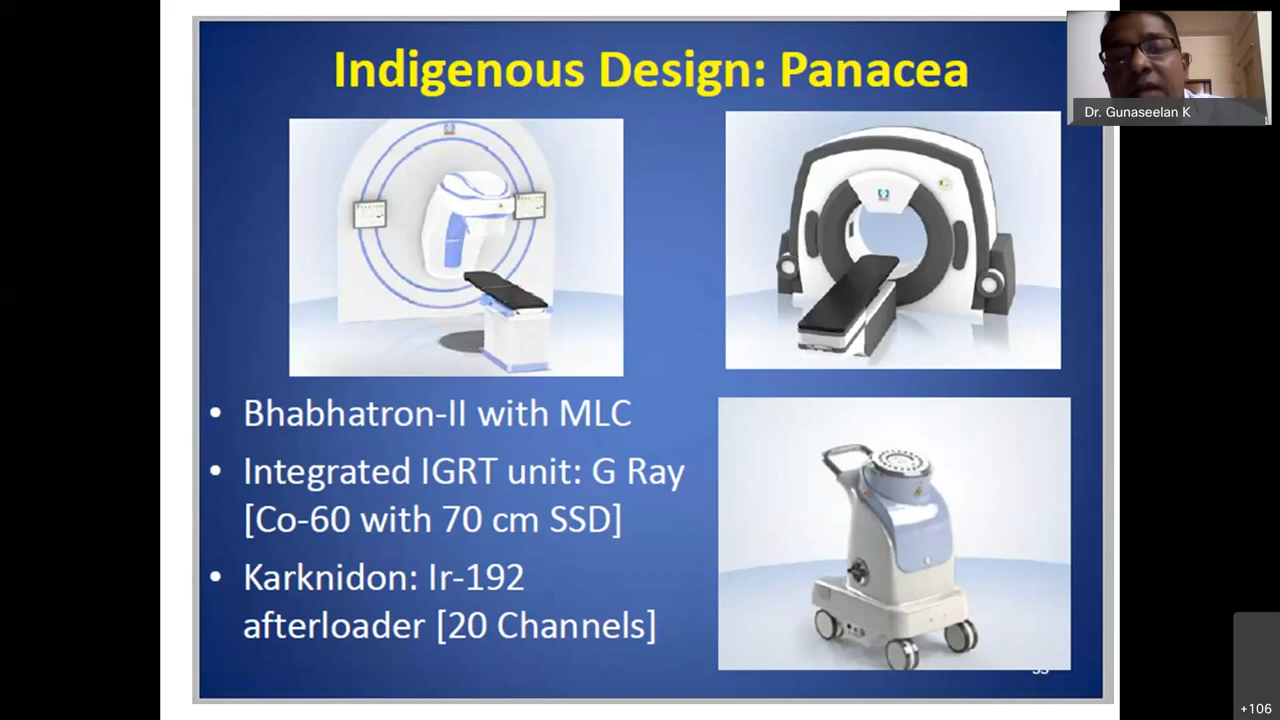 Indigenous Design: Panacea
Dr. Gunaseelan K
• Bhabhatron-II with MLC
• Integrated IGRT unit: G Ray
[Co-60 with 70 cm SSD]
• Karknidon: Ir-192
afterloader [20 Channels]
+106